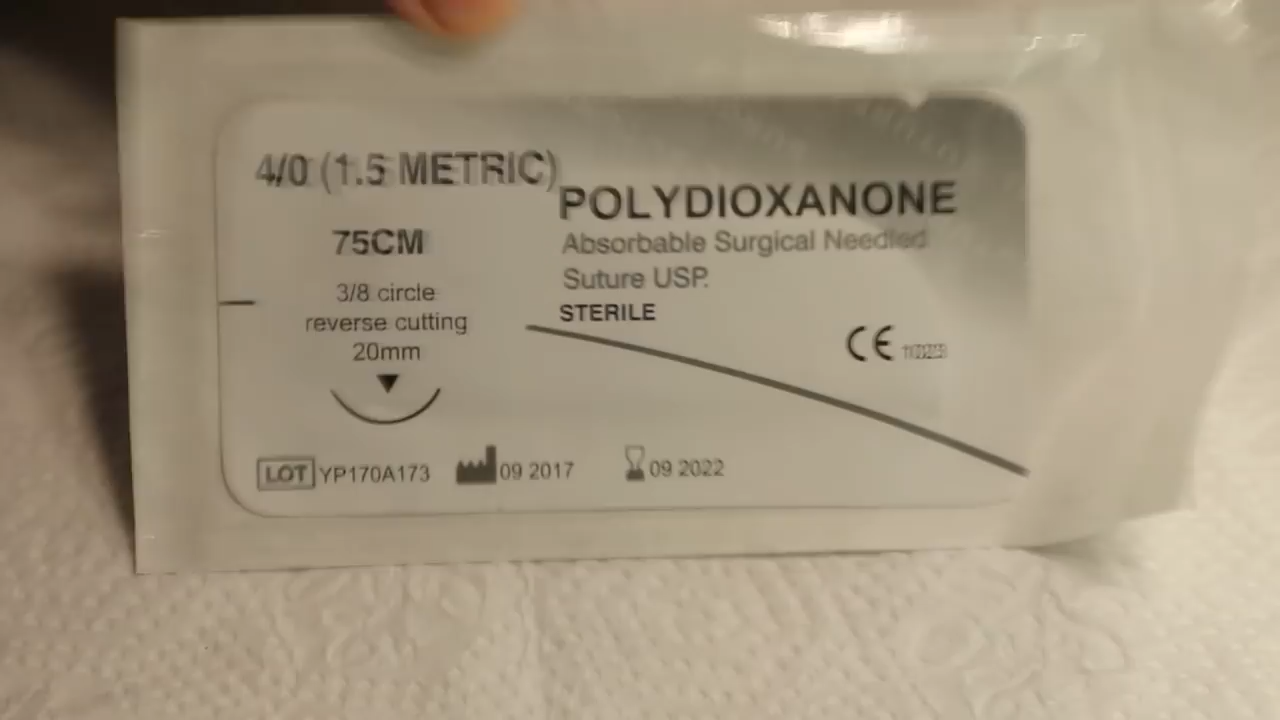 4/0 (1.5 METRIC)
75CM
3/8 circle
reverse cutting
20mm
POLYDIOXANONE
Absorbable Surgical Needled
Suture USP.
STERILE
CE
LOT YP170A173
09 2017
09 2022